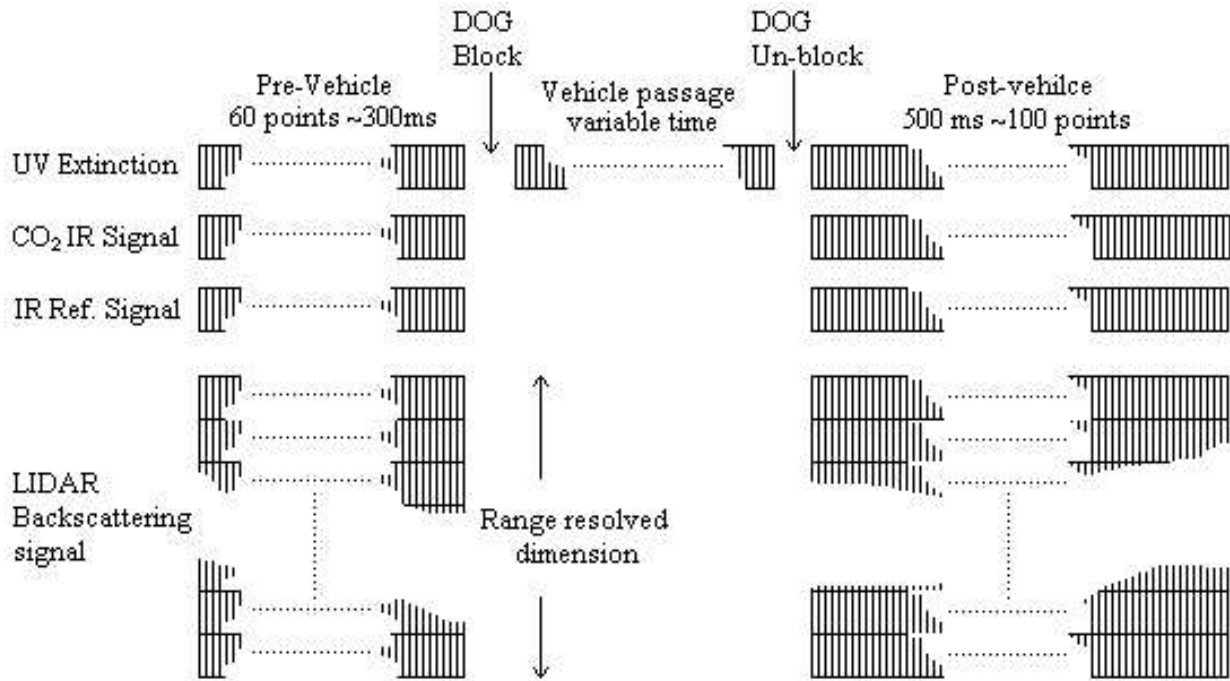 DOG
Block
DOG
Un-block
Pre-Vehicle
60 points ~300ms
Vehicle passage
variable time
Post-vehilce
500 ms ~100 points
UV Extinction
CO₂ IR Signal
IR Ref. Signal
LIDAR
Backscattering
signal
Range resolved
dimension